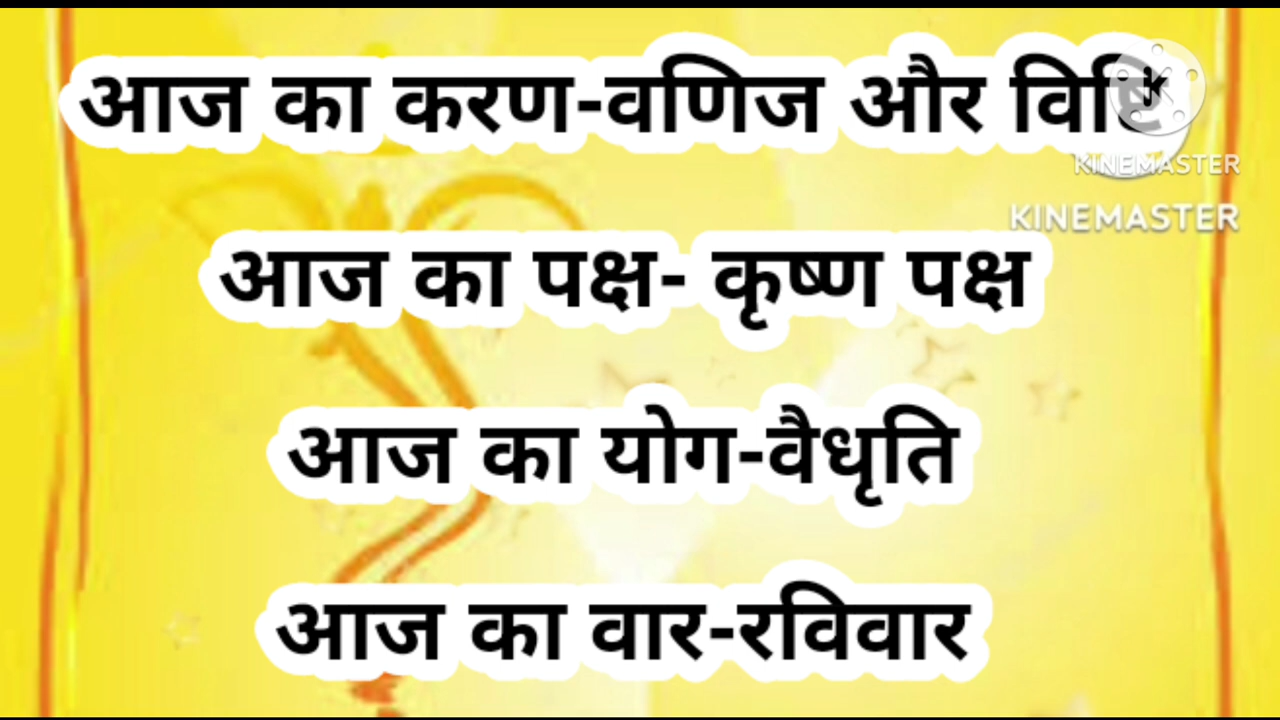 आज का करण-वणिज और
KINEMASTER
KINEMASTER
आज का पक्ष- कृष्ण पक्ष
आज का योग-वैधृति
आज का वार-रविवार